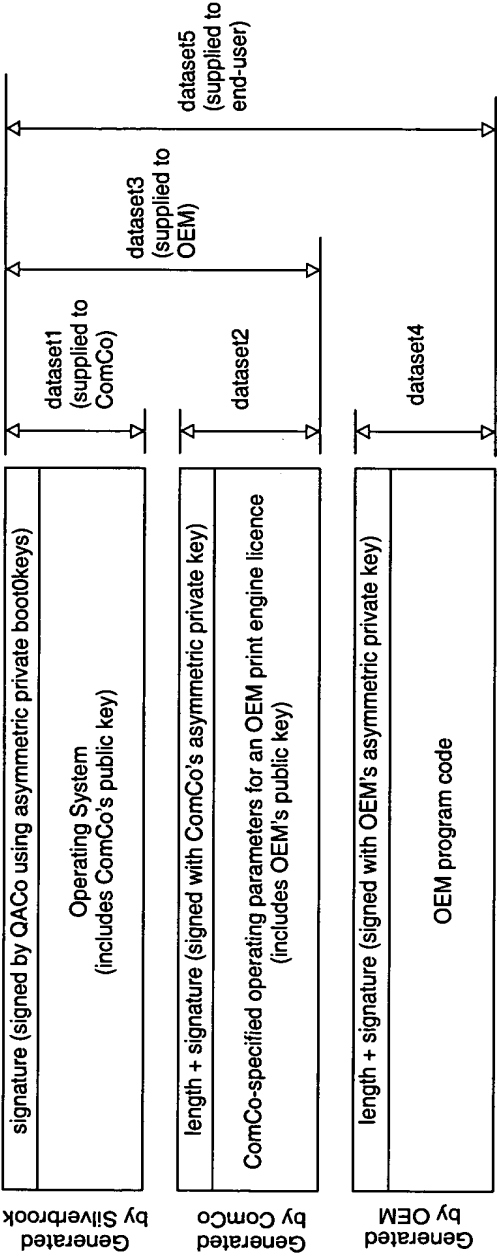 Generated
by Silverbrook
signature (signed by QACo using asymmetric private boot0keys)
Operating System
(includes ComCo's public key)
dataset1
(supplied to
ComCo)
dataset3
(supplied to
OEM)
dataset5
(supplied to
end-user)
Generated
by ComCo
length + signature (signed with ComCo's asymmetric private key)
ComCo-specified operating parameters for an OEM print engine licence
(includes OEM's public key)
dataset2
Generated
by OEM
length + signature (signed with OEM's asymmetric private key)
OEM program code
dataset4